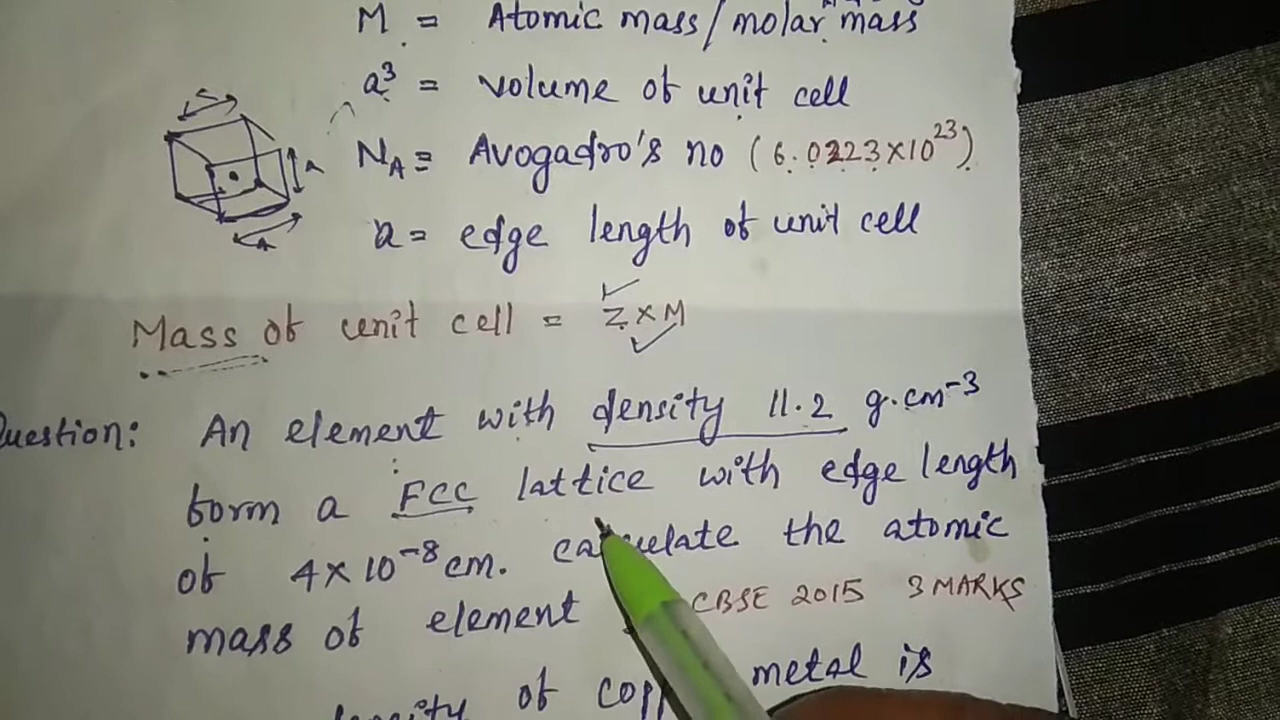 M = Atomic mass/molar mass
a³ = volume of unit cell
N_A = Avogadro's no (6.0223×10²³)
a = edge length of unit cell
Mass of unit cell = Z×M
Question: An element with density 11.2 g.cm⁻³
form a FCC lattice with edge length
of 4×10⁻⁸ cm. calculate the atomic
mass of element CBSE 2015 3 MARKS
density of metal is